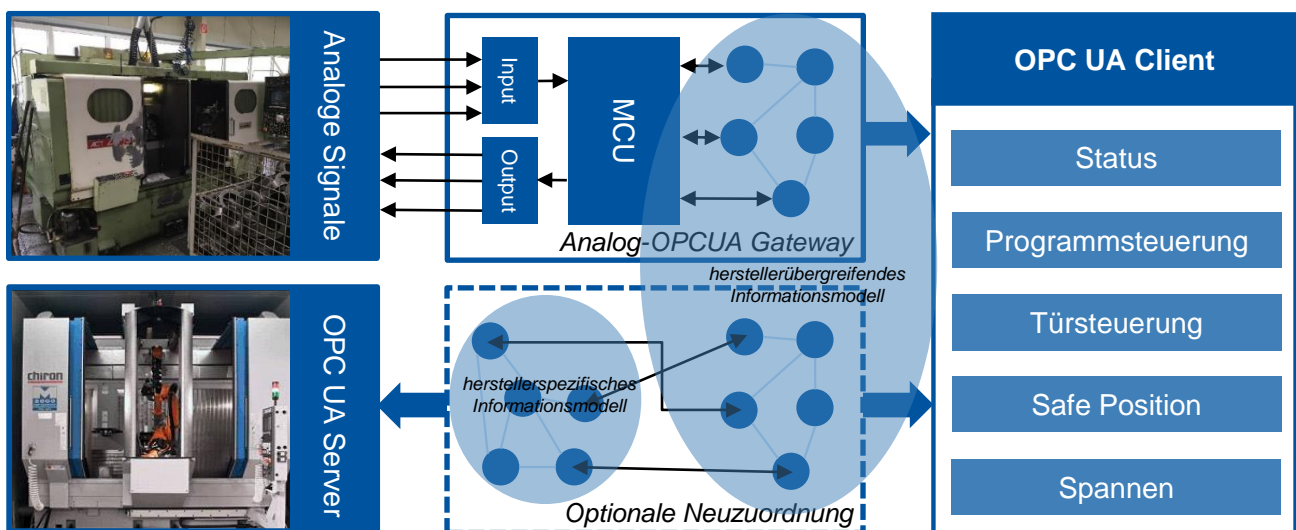 Analoge Signale
Input
Output
MCU
Analog-OPCUA Gateway
herstellerübergreifendes
Informationsmodell
OPC UA Client
Status
Programmsteuerung
Türsteuerung
Safe Position
Spannen
chiron
OPC UA Server
herstellerspezifisches
Informationsmodell
Optionale Neuzuordnung